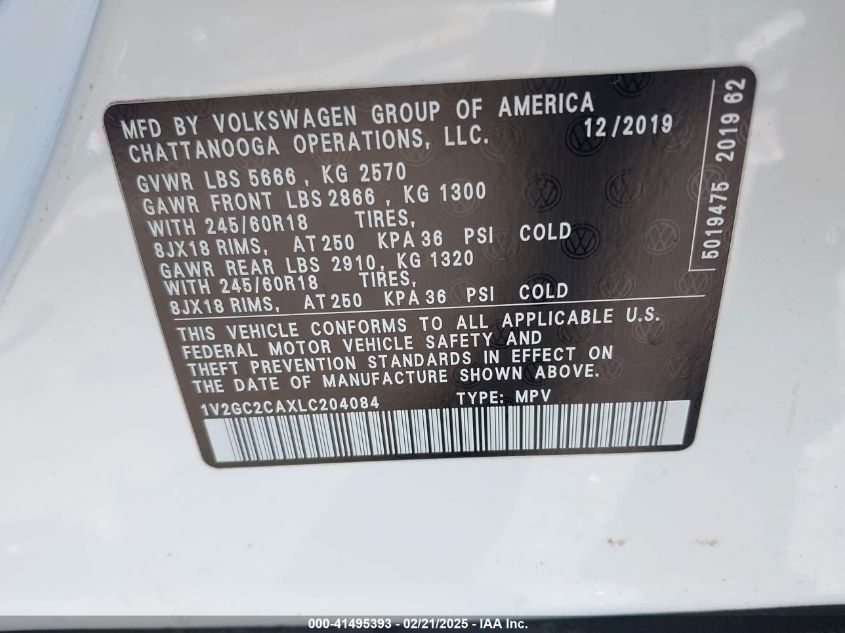 MFD BY VOLKSWAGEN GROUP OF AMERICA
CHATTANOOGA OPERATIONS, LLC. 12/2019
GVWR LBS 5666 , KG 2570
GAWR FRONT LBS 2866 , KG 1300
WITH 245/60R18 TIRES,
8JX18 RIMS, AT 250 KPA 36 PSI COLD
GAWR REAR LBS 2910, KG 1320
WITH 245/60R18 TIRES,
8JX18 RIMS, AT 250 KPA 36 PSI COLD
THIS VEHICLE CONFORMS TO ALL APPLICABLE U.S.
FEDERAL MOTOR VEHICLE SAFETY AND
THEFT PREVENTION STANDARDS IN EFFECT ON
THE DATE OF MANUFACTURE SHOWN ABOVE.
1V2GC2CAXLC204084 TYPE: MPV
5019475 2019 62
000-41495393 - 02/21/2025 - IAA Inc.